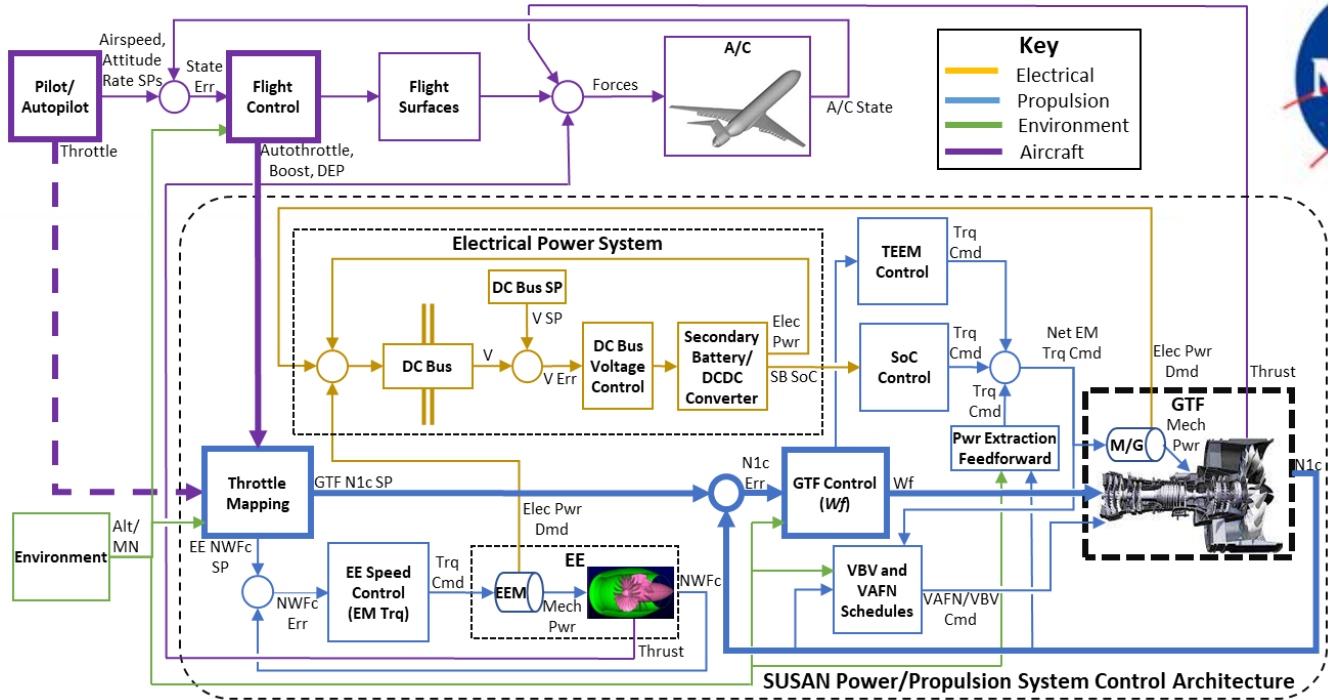 Airspeed,
Attitude
Rate SPs
State
Err
Pilot/
Autopilot
Flight
Control
Flight
Surfaces
Forces
A/C
A/C State
Key
Electrical
Propulsion
Environment
Aircraft
Throttle
Autothrottle,
Boost, DEP
Electrical Power System
DC Bus SP
V SP
DC Bus
V
V Err
DC Bus
Voltage
Control
Secondary
Battery/
DCDC
Converter
Elec
Pwr
SB SoC
TEEM
Control
Trq
Cmd
SoC
Control
Trq
Cmd
Net EM
Trq Cmd
Trq
Cmd
Elec Pwr
Dmd
Thrust
Pwr Extraction
Feedforward
GTF
M/G
Mech
Pwr
N1c
Throttle
Mapping
GTF N1c SP
N1c
Err
GTF Control
(Wf)
Wf
Environment
Alt/
MN
EE NWFc
SP
NWFc
Err
EE Speed
Control
(EM Trq)
Trq
Cmd
Elec Pwr
Dmd
EE
EEM
Mech
Pwr
NWFc
Thrust
VBV and
VAFN
Schedules
VAFN/VBV
Cmd
SUSAN Power/Propulsion System Control Architecture